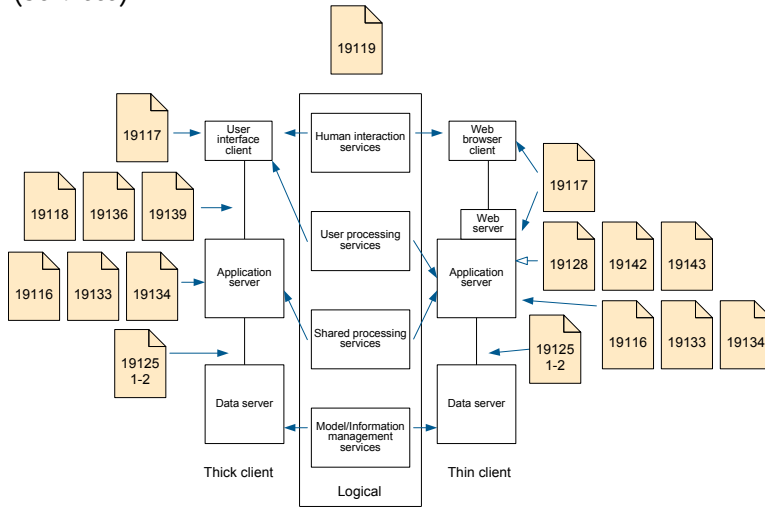 19119
19117
User
interface
client
Human interaction
services
Web
browser
client
19117
19118
19136
19139
User processing
services
Web
server
19116
19133
19134
Application
server
Application
server
19128
19142
19143
Shared processing
services
19116
19133
19134
19125
1-2
19125
1-2
Data server
Model/Information
management
services
Data server
Thick client
Thin client
Logical